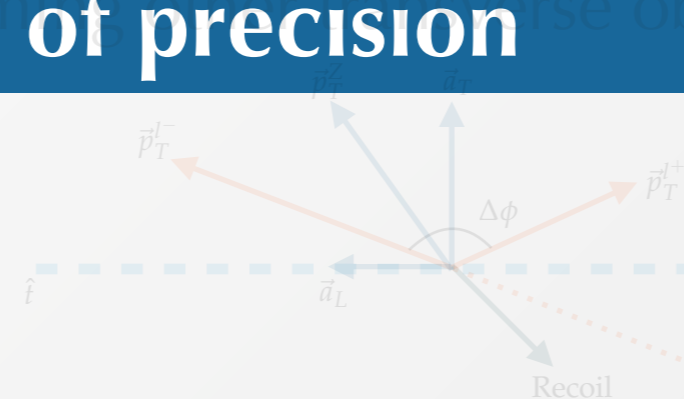 of precision
p⃗_T^Z a⃗_T
p⃗_T^{l^-}
p⃗_T^{l^+}
Δϕ
t̂
a⃗_L
Recoil